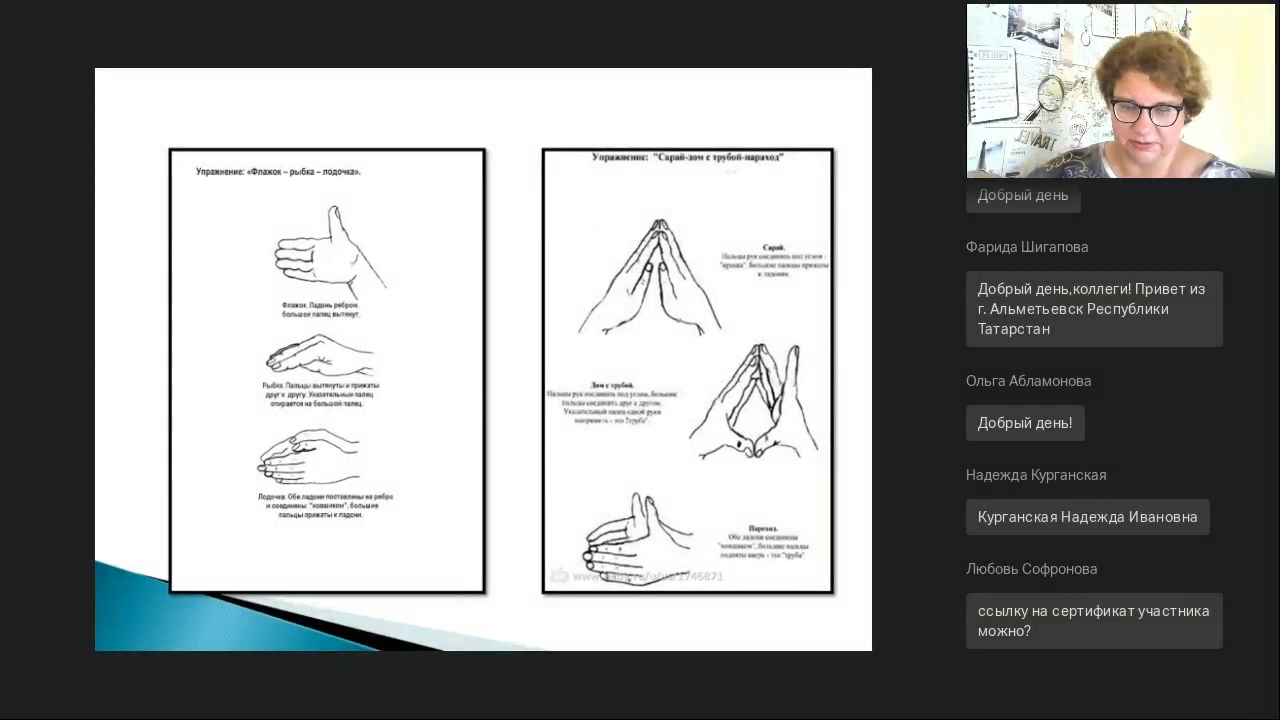 Упражнение: «Флажок – рыбка – лодочка».
Флажок. Ладонь ребром,
большой палец вытянут.
Рыбка. Пальцы вытянуты и прижаты
друг к другу. Указательный палец
опирается на большой палец.
Лодочка. Обе ладони поставлены на ребро
и соединены "ковшиком", большие
пальцы прижаты к ладони.
Упражнение: "Сарай-дом с трубой-пароход"
Сарай.
Пальцы рук соединить под углом -
"крыша". Большие пальцы прижаты
к ладоням.
Дом с трубой.
Пальцы рук соединить под углом, большие
пальцы соединить друг с другом.
Указательный палец одной руки
выпрямить – это "труба".
Пароход.
Обе ладони соединены
"ковшиком", большие пальцы
подняты вверх – это "труба".
TRAVEL
Добрый день
Фарида Шигапова
Добрый день,коллеги! Привет из
г. Альметьевск Республики
Татарстан
Ольга Абламонова
Добрый день!
Надежда Курганская
Курганская Надежда Ивановна
Любовь Софронова
ссылку на сертификат участника
можно?